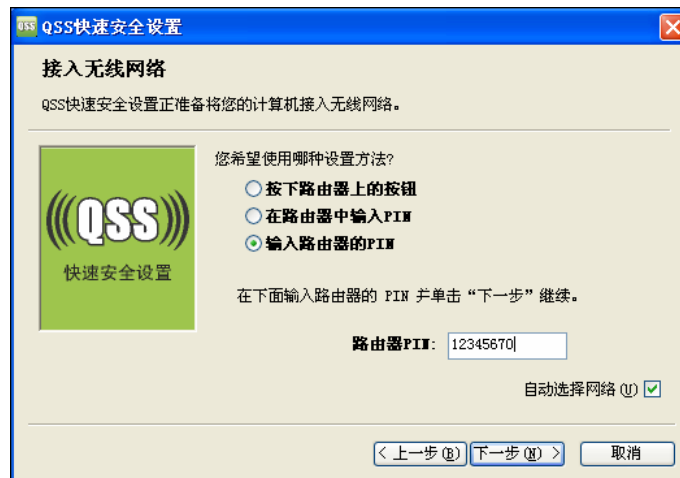 QSS QSS快速安全设置
接入无线网络
QSS快速安全设置正准备将您的计算机接入无线网络。
您希望使用哪种设置方法?
按下路由器上的按钮
在路由器中输入PIN
输入路由器的PIN
QSS
快速安全设置
在下面输入路由器的 PIN 并单击“下一步”继续。
路由器PIN: 12345670
自动选择网络(U)
< 上一步(B) 下一步(N) > 取消